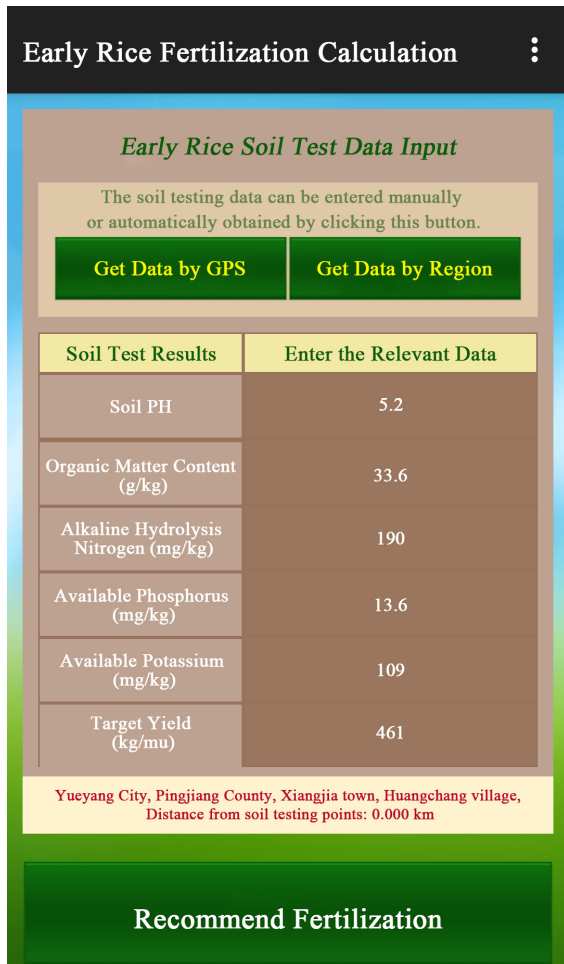 Early Rice Fertilization Calculation
Early Rice Soil Test Data Input
The soil testing data can be entered manually
or automatically obtained by clicking this button.
Get Data by GPS
Get Data by Region
Soil Test Results
Enter the Relevant Data
Soil PH
5.2
Organic Matter Content
(g/kg)
33.6
Alkaline Hydrolysis
Nitrogen (mg/kg)
190
Available Phosphorus
(mg/kg)
13.6
Available Potassium
(mg/kg)
109
Target Yield
(kg/mu)
461
Yueyang City, Pingjiang County, Xiangjia town, Huangchang village,
Distance from soil testing points: 0.000 km
Recommend Fertilization